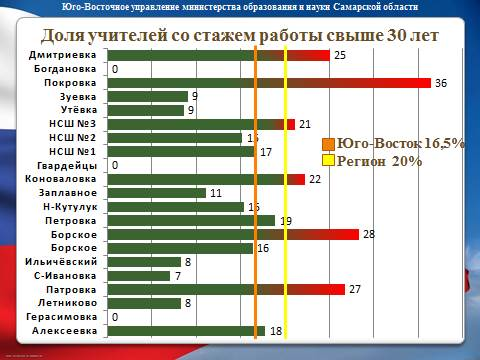 Юго-Восточное управление министерства образования и науки Самарской области
Доля учителей со стажем работы свыше 30 лет
Дмитриевка 25
Богдановка 0
Покровка 36
Зуевка 9
Утёвка 9
НСШ №3 21
НСШ №2 15
НСШ №1 17
Гвардейцы 0
Коноваловка 22
Заплавное 11
Н-Кутулук 15
Петровка 19
Борское 28
Борское 16
Ильичёвский 8
С-Ивановка 7
Патровка 27
Летниково 8
Герасимовка 0
Алексеевка 18
Юго-Восток 16,5%
Регион 20%